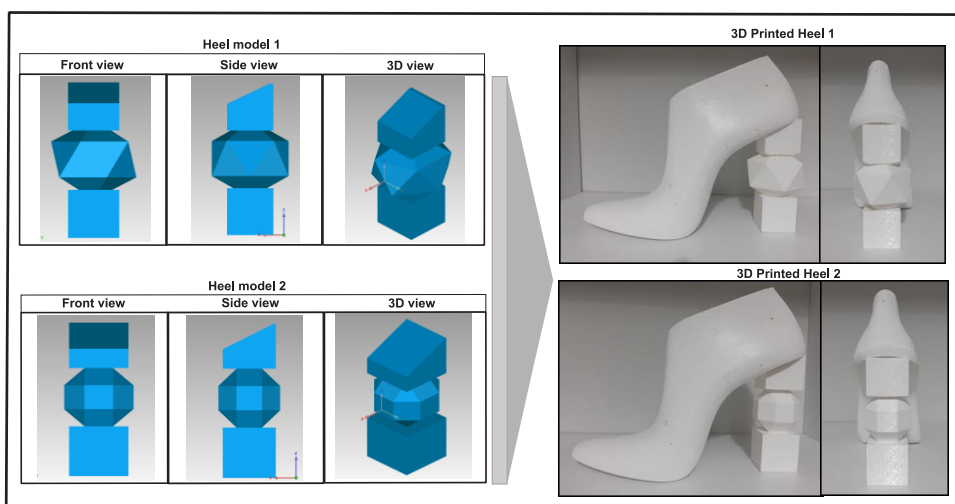 Heel model 1
Front view Side view 3D view
Heel model 2
Front view Side view 3D view
3D Printed Heel 1
3D Printed Heel 2